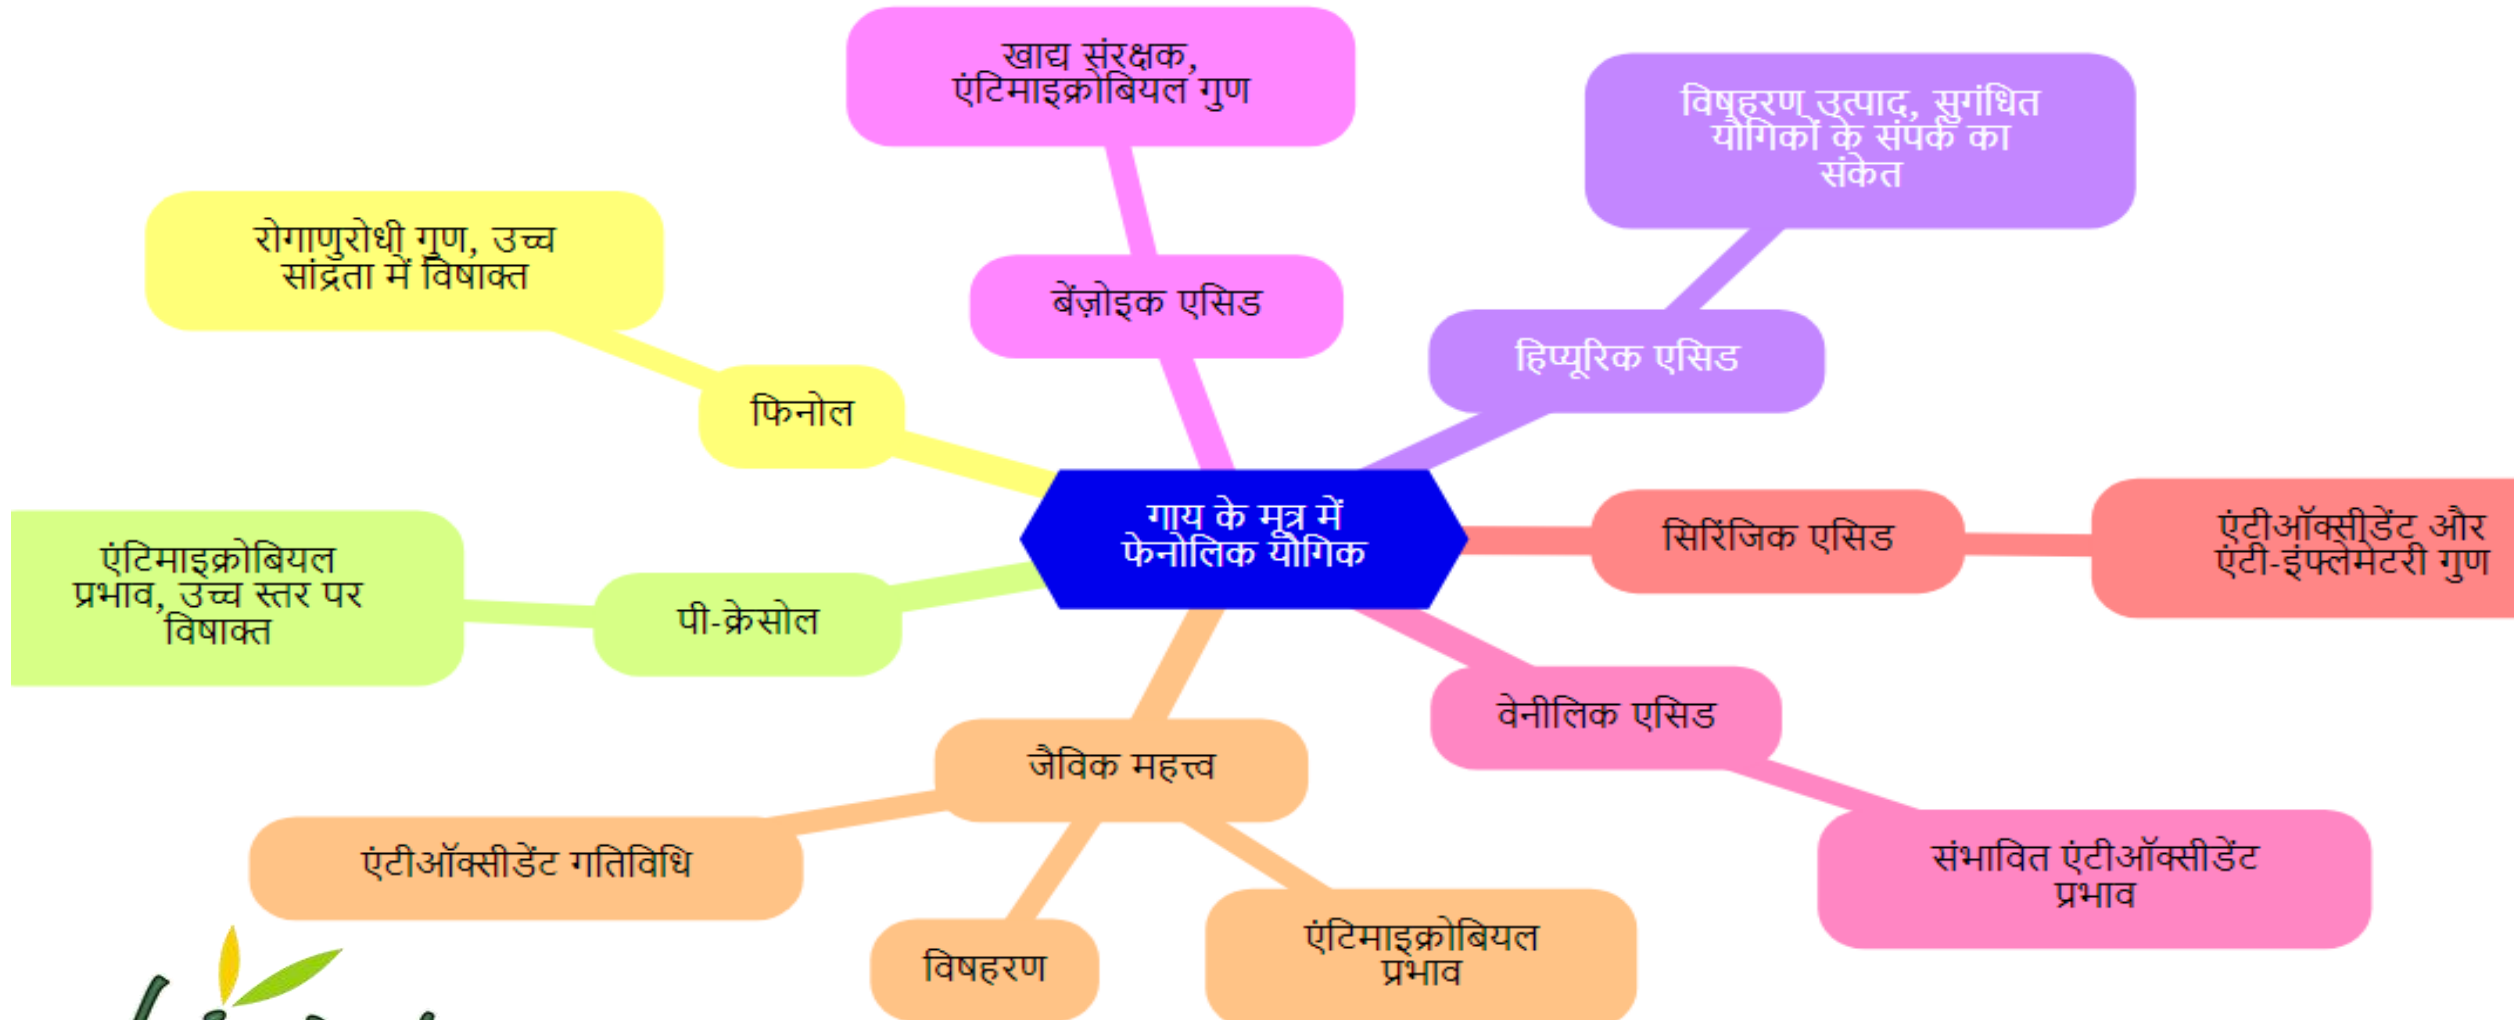 खाद्य संरक्षक,
एंटिमाइक्रोबियल गुण
विषहरण उत्पाद, सुगंधित
यौगिकों के संपर्क का
संकेत
रोगाणुरोधी गुण, उच्च
सांद्रता में विषाक्त
बेंज़ोइक एसिड
हिप्यूरिक एसिड
फिनोल
गाय के मूत्र में
फेनोलिक यौगिक
सिरिंजिक एसिड
एंटीऑक्सीडेंट और
एंटी-इंफ्लेमेटरी गुण
एंटिमाइक्रोबियल
प्रभाव, उच्च स्तर पर
विषाक्त
पी-क्रेसोल
वेनीलिक एसिड
जैविक महत्त्व
एंटीऑक्सीडेंट गतिविधि
संभावित एंटीऑक्सीडेंट
प्रभाव
विषहरण
एंटिमाइक्रोबियल
प्रभाव